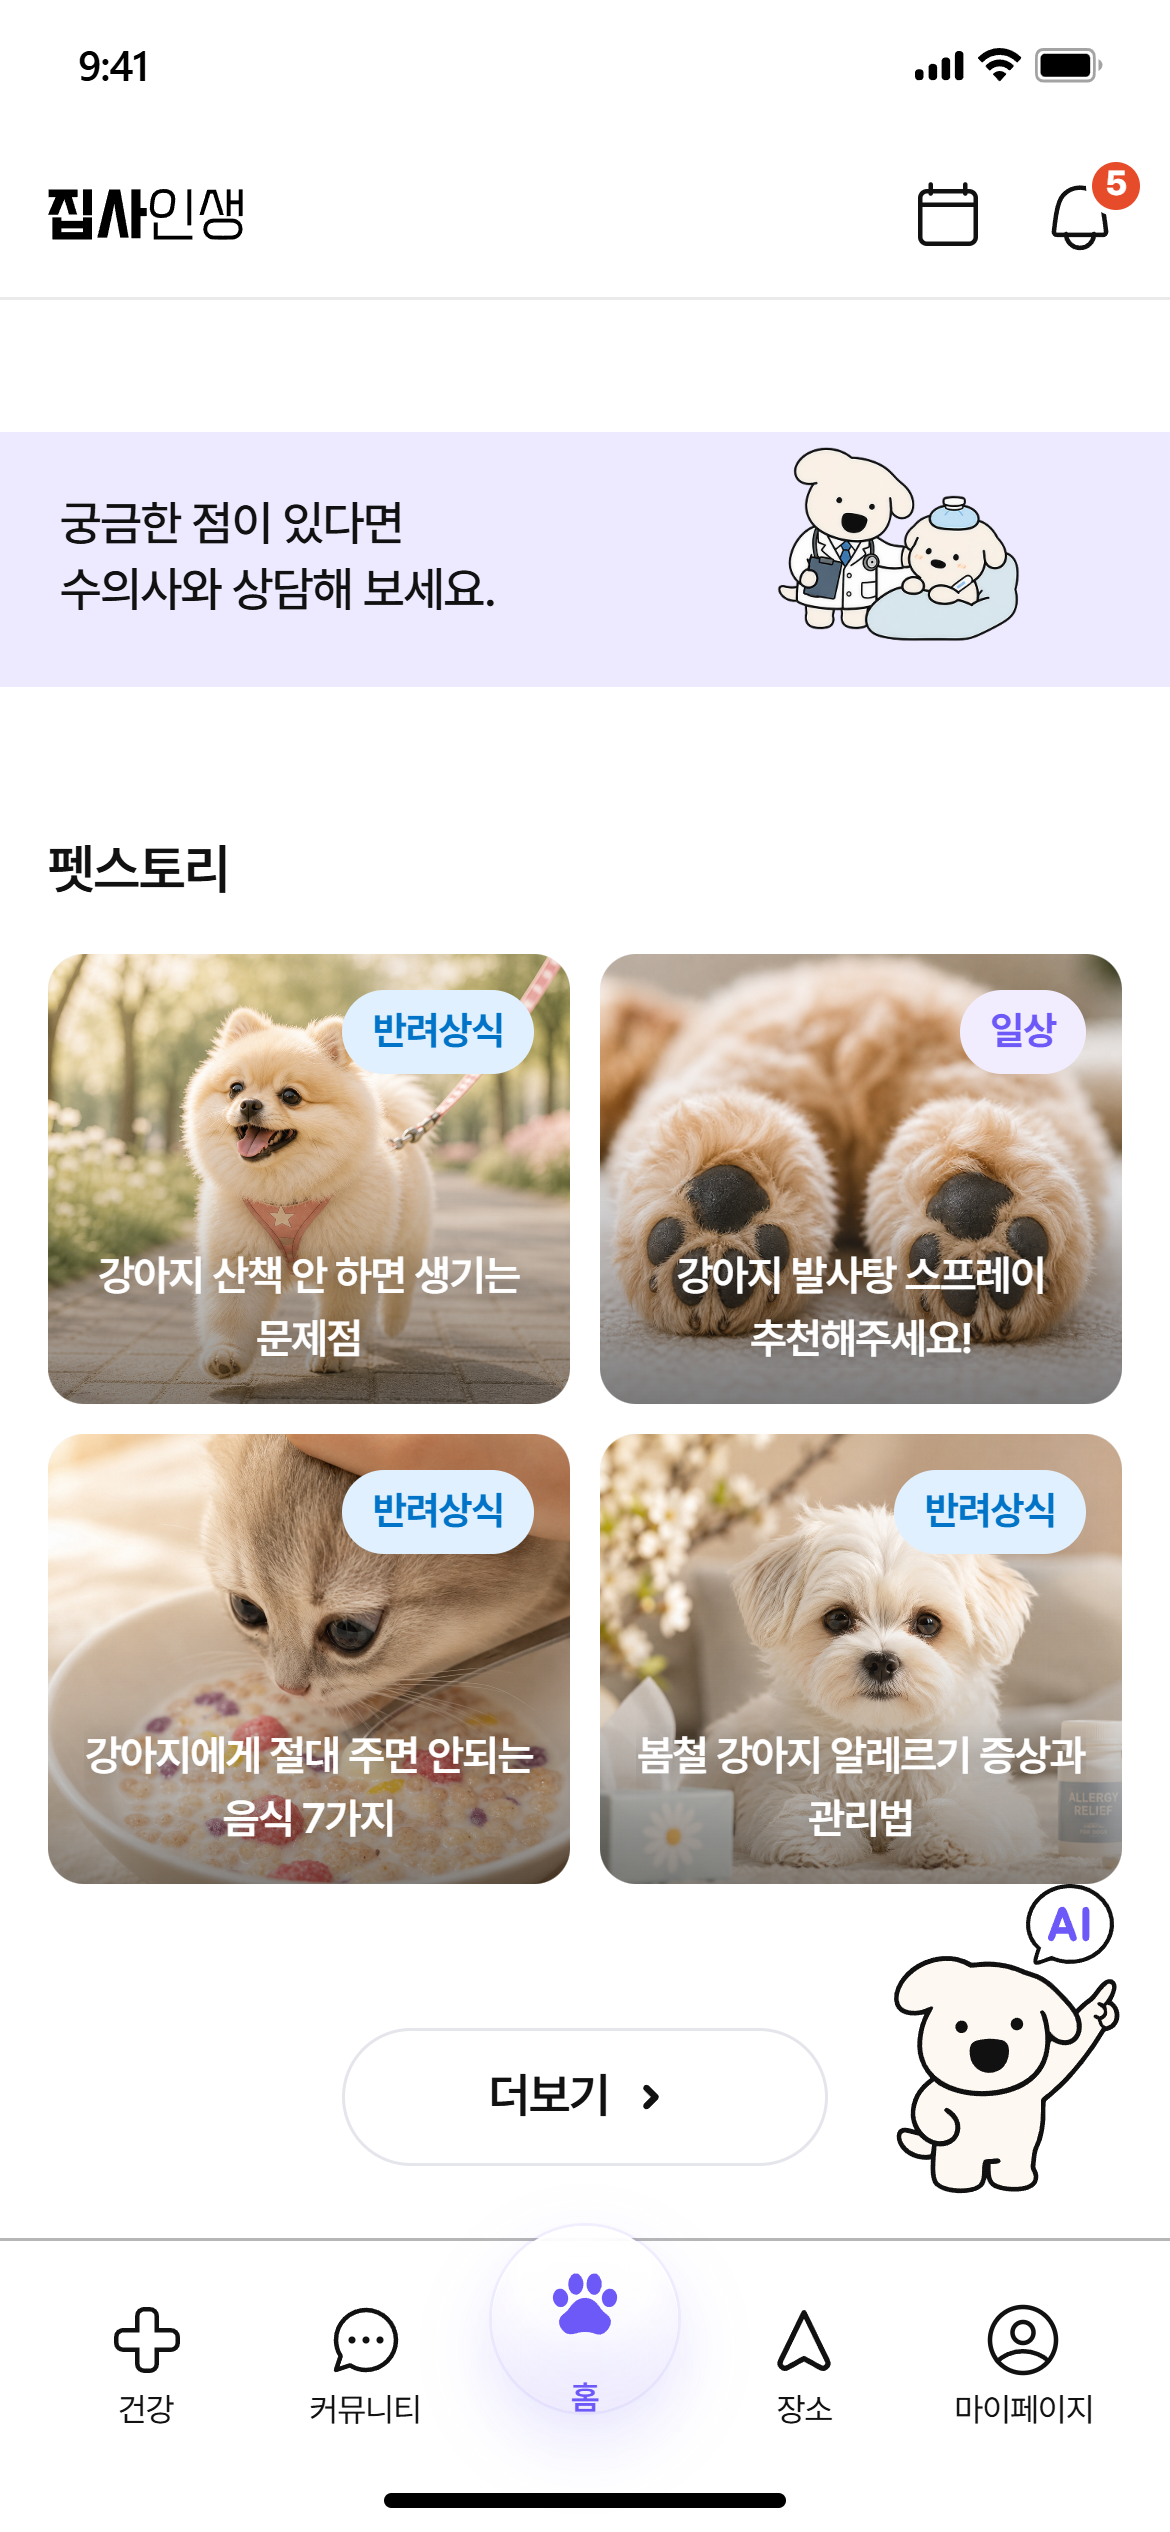 9:41
집사인생
5
궁금한 점이 있다면
수의사와 상담해 보세요.
펫스토리
반려상식
강아지 산책 안 하면 생기는
문제점
일상
강아지 발사탕 스프레이
추천해주세요!
반려상식
강아지에게 절대 주면 안되는
음식 7가지
반려상식
봄철 강아지 알레르기 증상과
관리법
ALLERGY
RELIEF
AI
더보기
건강
커뮤니티
홈
장소
마이페이지